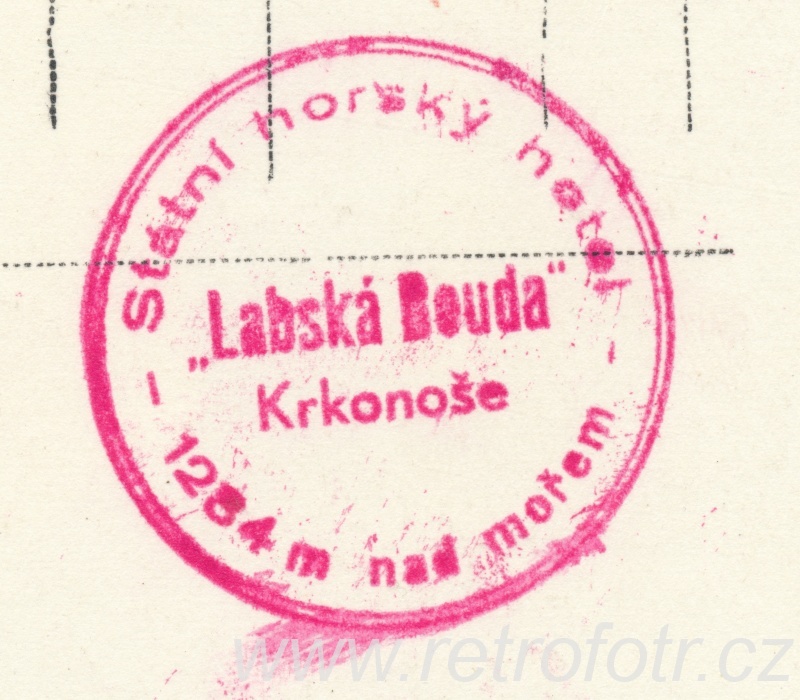 Státní horský hotel
„Labská Bouda“
Krkonoše
– 1284 m nad mořem –
www.retrofotr.cz